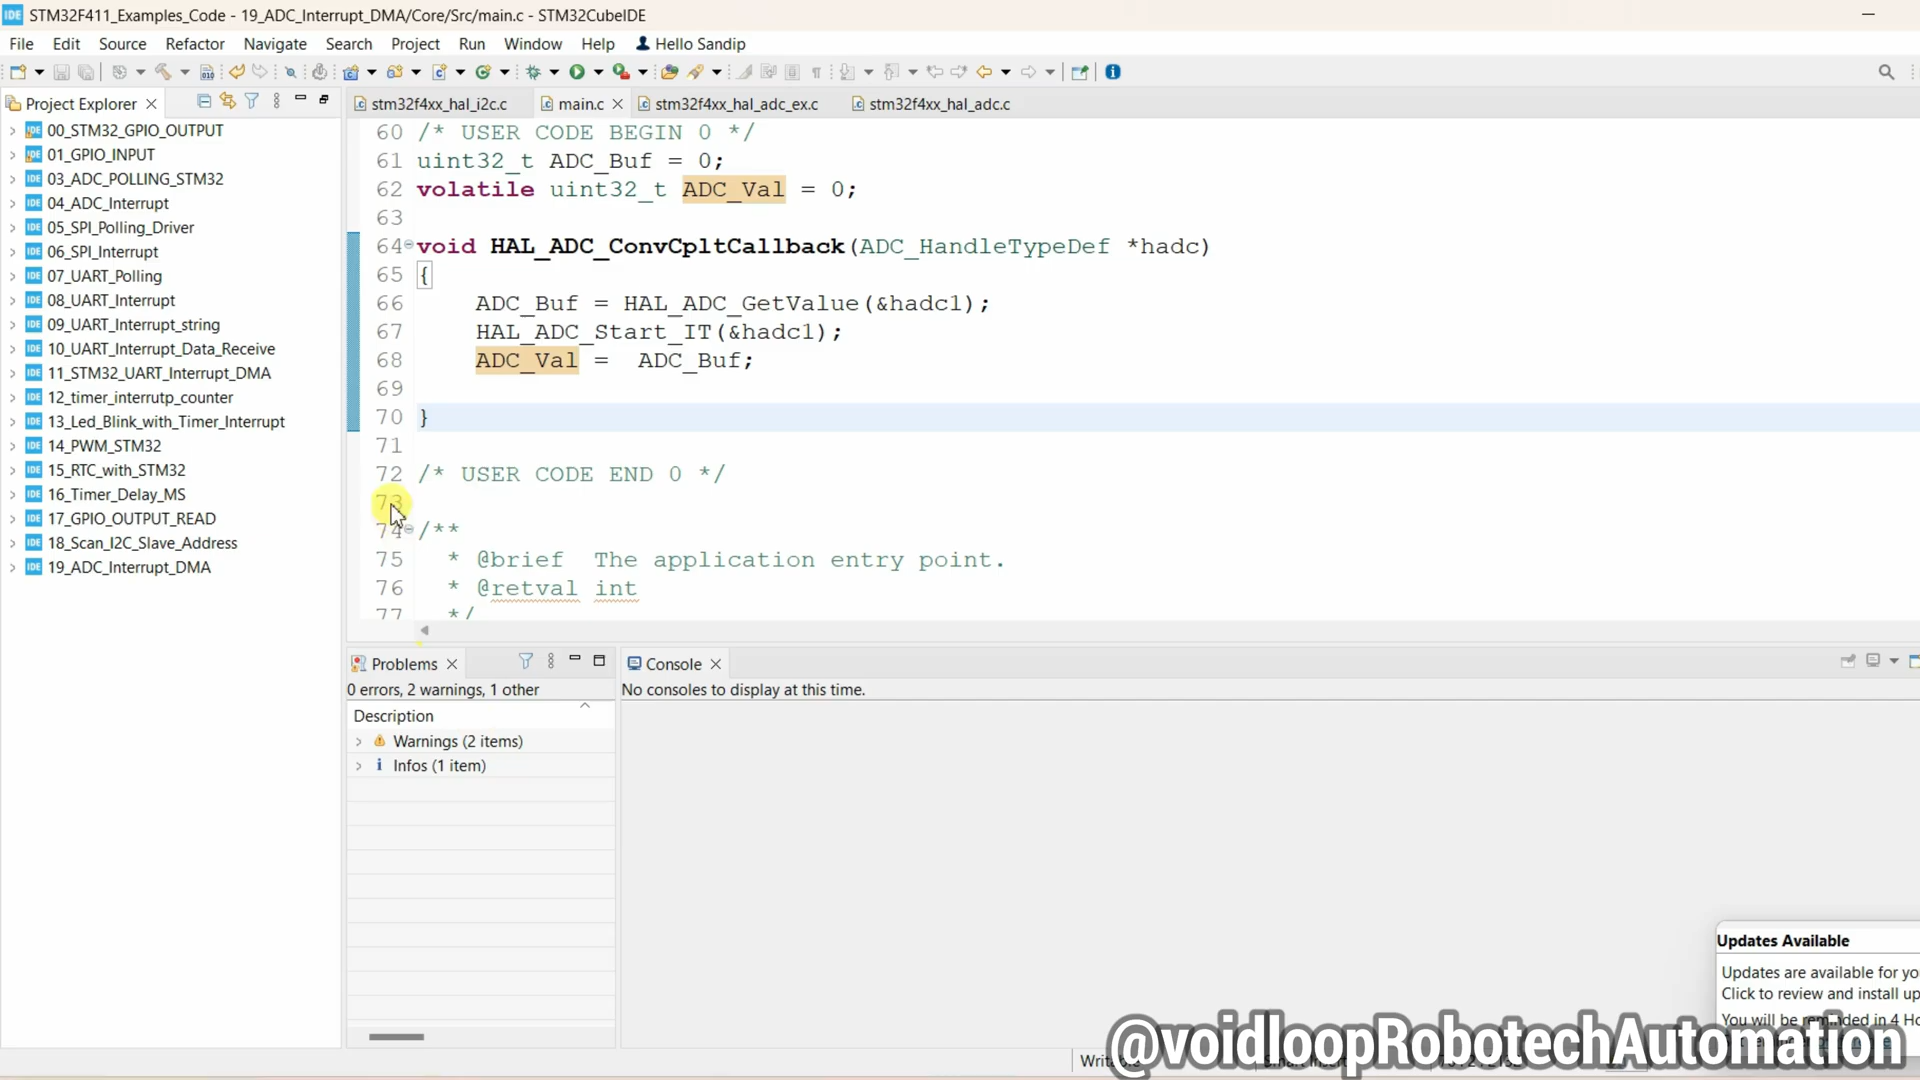 STM32F411_Examples_Code - 19_ADC_Interrupt_DMA/Core/Src/main.c - STM32CubeIDE
File Edit Source Refactor Navigate Search Project Run Window Help Hello Sandip
Project Explorer
stm32f4xx_hal_i2c.c main.c stm32f4xx_hal_adc_ex.c stm32f4xx_hal_adc.c
00_STM32_GPIO_OUTPUT
01_GPIO_INPUT
03_ADC_POLLING_STM32
04_ADC_Interrupt
05_SPI_Polling_Driver
06_SPI_Interrupt
07_UART_Polling
08_UART_Interrupt
09_UART_Interrupt_string
10_UART_Interrupt_Data_Receive
11_STM32_UART_Interrupt_DMA
12_timer_interrutp_counter
13_Led_Blink_with_Timer_Interrupt
14_PWM_STM32
15_RTC_with_STM32
16_Timer_Delay_MS
17_GPIO_OUTPUT_READ
18_Scan_I2C_Slave_Address
19_ADC_Interrupt_DMA
60 /* USER CODE BEGIN 0 */
61 uint32_t ADC_Buf = 0;
62 volatile uint32_t ADC_Val = 0;
63
64 void HAL_ADC_ConvCpltCallback(ADC_HandleTypeDef *hadc)
65 {
66 ADC_Buf = HAL_ADC_GetValue(&hadc1);
67 HAL_ADC_Start_IT(&hadc1);
68 ADC_Val = ADC_Buf;
69
70 }
71
72 /* USER CODE END 0 */
73
74 /**
75 * @brief The application entry point.
76 * @retval int
77 */
Problems
0 errors, 2 warnings, 1 other
Description
Warnings (2 items)
Infos (1 item)
Console
No consoles to display at this time.
Updates Available
Updates are available for yo
Click to review and install up
You will be reminded in 4 Ho
@voidloopRobotechAutomation